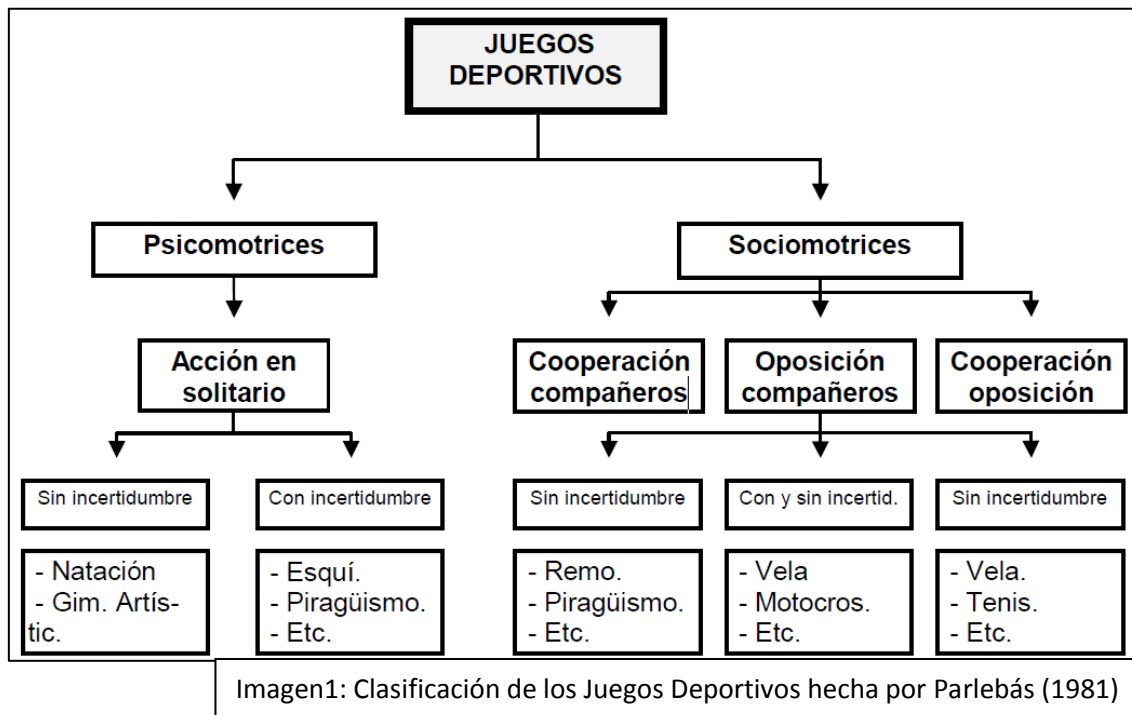 JUEGOS
DEPORTIVOS
Psicomotrices
Sociomotrices
Acción en
solitario
Cooperación
compañeros
Oposición
compañeros
Cooperación
oposición
Sin incertidumbre
Con incertidumbre
Sin incertidumbre
Con y sin incertid.
Sin incertidumbre
- Natación
- Gim. Artís-
tic.
- Esquí.
- Piragüismo.
- Etc.
- Remo.
- Piragüismo.
- Etc.
- Vela
- Motocros.
- Etc.
- Vela.
- Tenis.
- Etc.
Imagen1: Clasificación de los Juegos Deportivos hecha por Parlebás (1981)